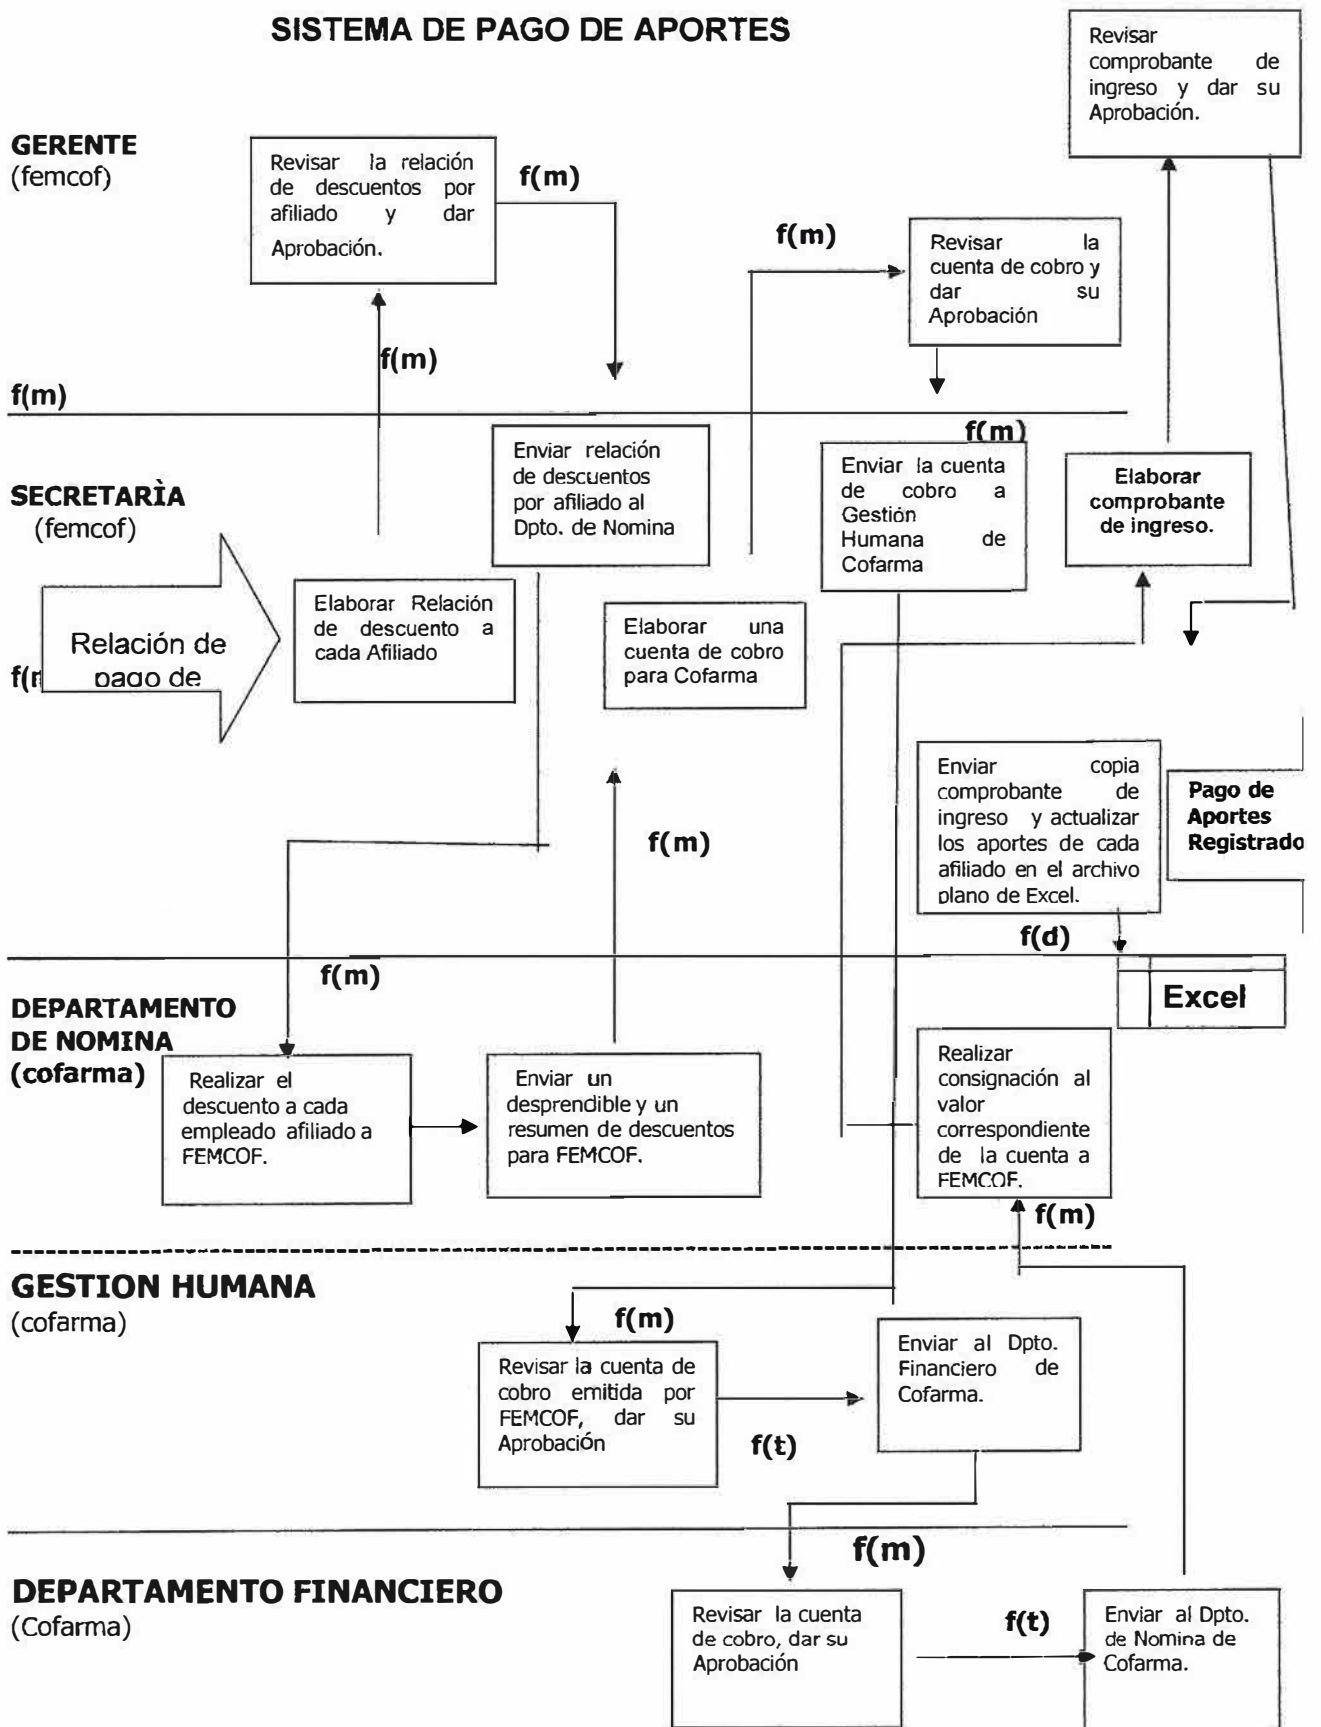 SISTEMA DE PAGO DE APORTES
Revisar
comprobante de
ingreso y dar su
Aprobación.
GERENTE
(femcof)
Revisar la relación
de descuentos por
afiliado y dar
Aprobación.
f(m)
f(m)
Revisar la
cuenta de cobro y
dar su
Aprobación
f(m)
f(m)
f(m)
SECRETARÌA
(femcof)
Enviar relación
de descuentos
por afiliado al
Dpto. de Nomina
Enviar la cuenta
de cobro a
Gestión
Humana de
Cofarma
Elaborar
comprobante
de ingreso.
Relación de
pago de
Elaborar Relación
de descuento a
cada Afiliado
Elaborar una
cuenta de cobro
para Cofarma
Enviar copia
comprobante de
ingreso y actualizar
los aportes de cada
afiliado en el archivo
plano de Excel.
Pago de
Aportes
Registrado
f(m)
f(d)
f(m)
Excel
DEPARTAMENTO
DE NOMINA
(cofarma)
Realizar el
descuento a cada
empleado afiliado a
FEMCOF.
Enviar un
desprendible y un
resumen de descuentos
para FEMCOF.
Realizar
consignación al
valor
correspondiente
de la cuenta a
FEMCOF.
f(m)
GESTION HUMANA
(cofarma)
f(m)
Revisar la cuenta de
cobro emitida por
FEMCOF, dar su
Aprobación
f(t)
Enviar al Dpto.
Financiero de
Cofarma.
f(m)
DEPARTAMENTO FINANCIERO
(Cofarma)
Revisar la cuenta
de cobro, dar su
Aprobación
f(t)
Enviar al Dpto.
de Nomina de
Cofarma.